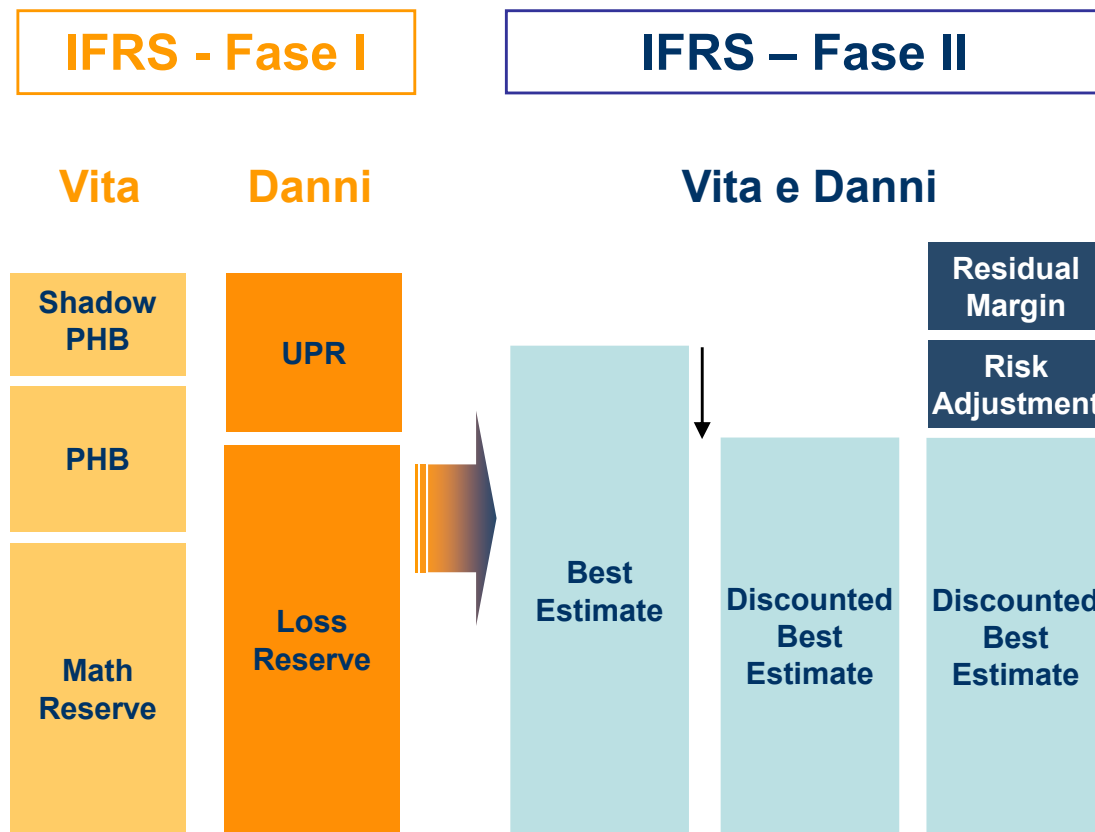 IFRS - Fase I
IFRS – Fase II
Vita
Danni
Vita e Danni
Shadow
PHB
PHB
Math
Reserve
UPR
Loss
Reserve
Best
Estimate
Discounted
Best
Estimate
Residual
Margin
Risk
Adjustment
Discounted
Best
Estimate